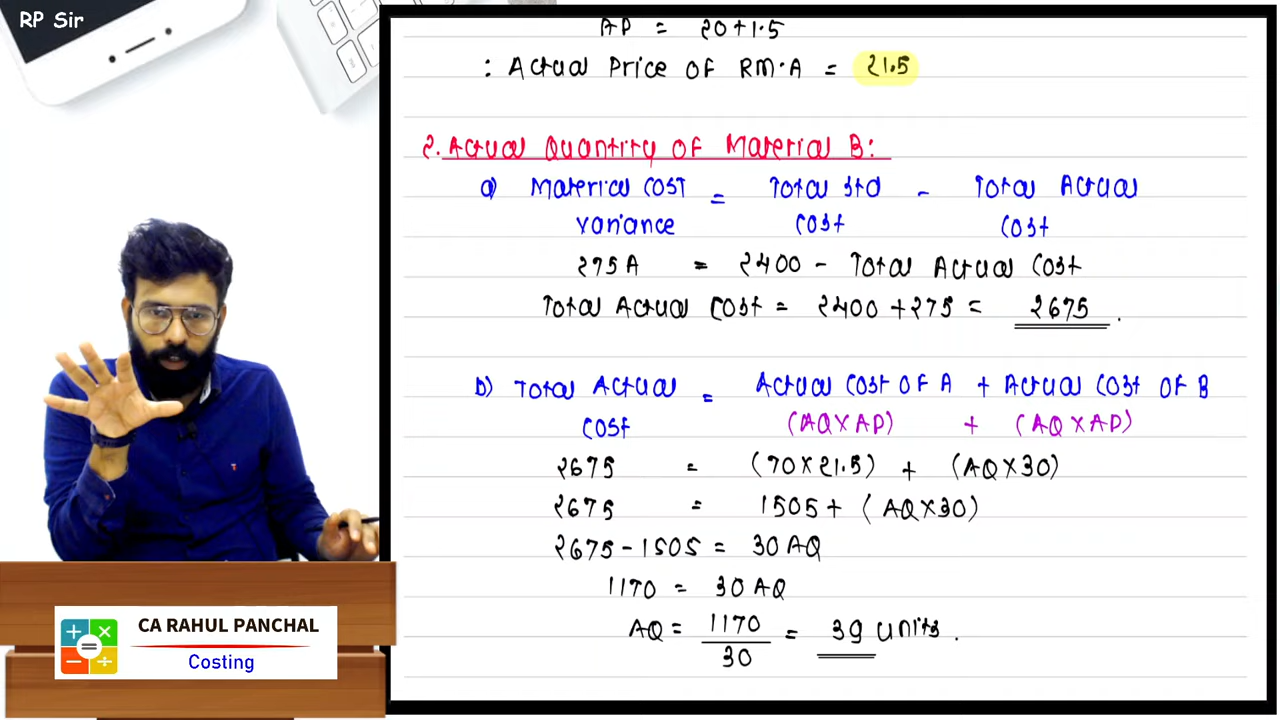 RP Sir
AP = 20+1.5
: Actual Price of RM.A = 21.5
2. Actual Quantity of Material B:
a) Material Cost variance = Total Std Cost - Total Actual Cost
275A = 2400 - Total Actual Cost
Total Actual Cost = 2400 + 275 = 2675.
b) Total Actual Cost = Actual Cost of A + Actual Cost of B
(AQ X AP) + (AQ X AP)
2675 = (70 X 21.5) + (AQ X 30)
2675 = 1505 + (AQ X 30)
2675 - 1505 = 30 AQ
1170 = 30 AQ
AQ = 1170 / 30 = 39 units.
CA RAHUL PANCHAL
Costing